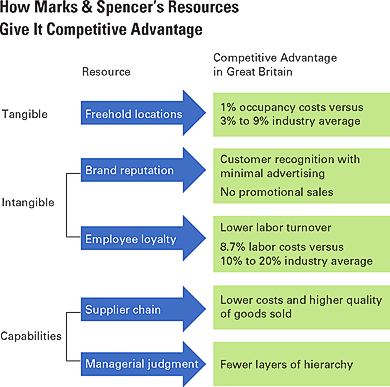 How Marks & Spencer's Resources
Give It Competitive Advantage
Resource
Competitive Advantage
in Great Britain
Tangible
Freehold locations
1% occupancy costs versus
3% to 9% industry average
Intangible
Brand reputation
Customer recognition with
minimal advertising
No promotional sales
Employee loyalty
Lower labor turnover
8.7% labor costs versus
10% to 20% industry average
Capabilities
Supplier chain
Lower costs and higher quality
of goods sold
Managerial judgment
Fewer layers of hierarchy